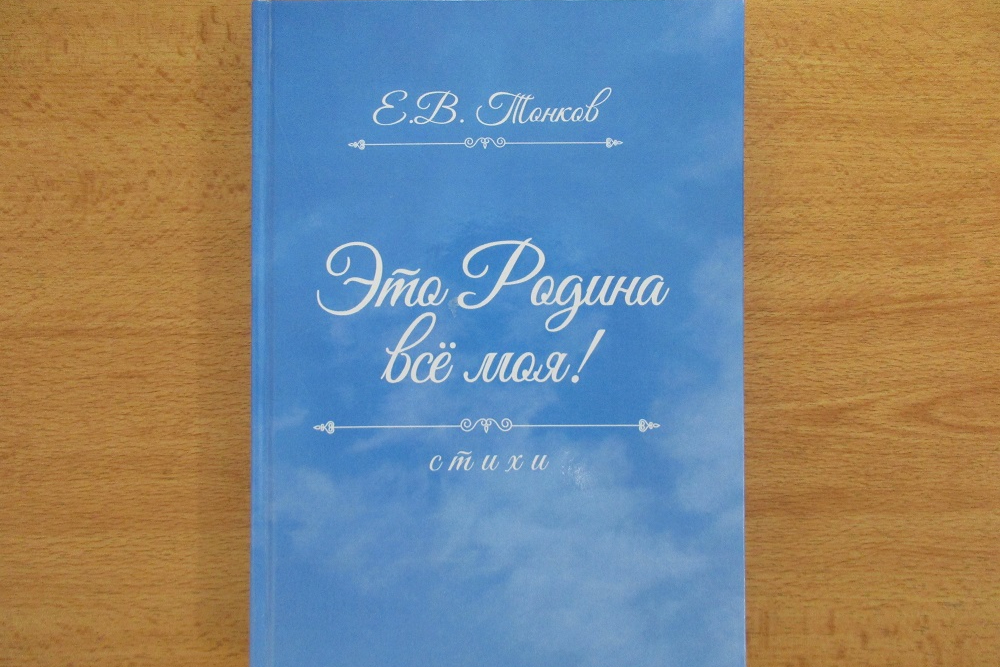 Е.В. Тонков
Это Родина
всё моя!
стихи